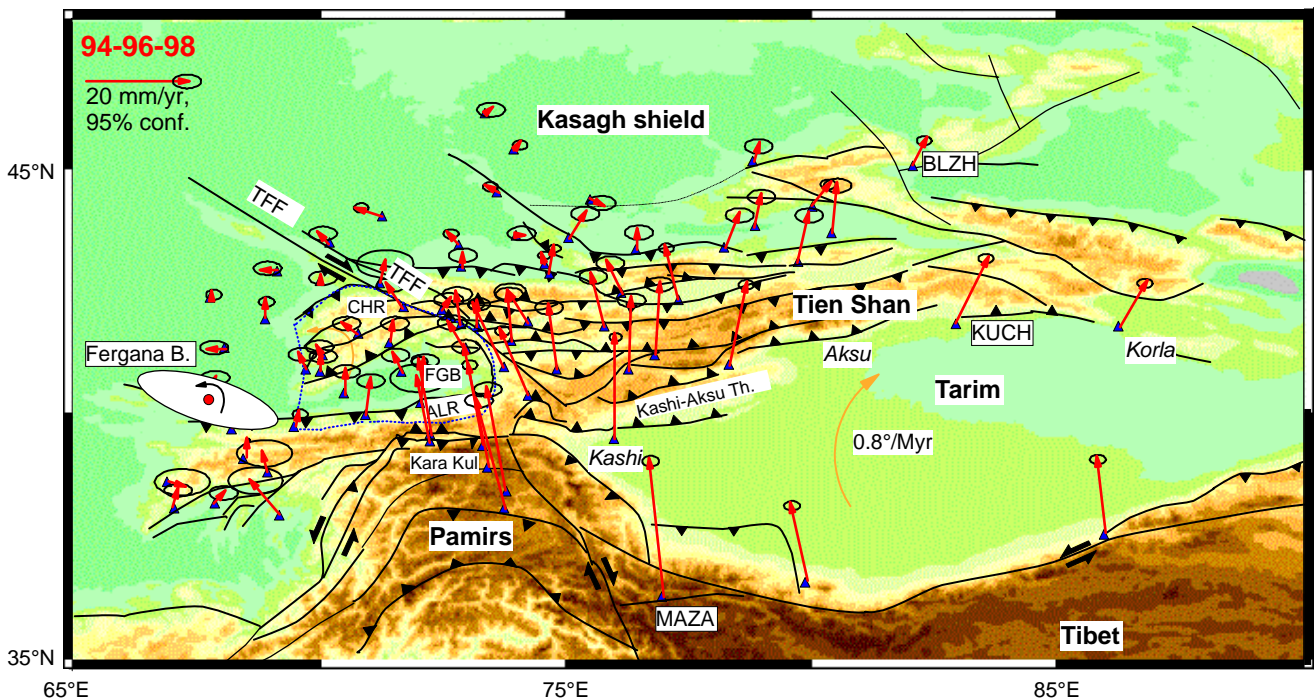 94-96-98
20 mm/yr,
95% conf.
Kasagh shield
45°N
BLZH
TFF
TFF
CHR
Tien Shan
Fergana B.
KUCH
Aksu
Korla
FGB
Tarim
Kashi-Aksu Th.
ALR
0.8°/Myr
Kara Kul
Kashi
Pamirs
MAZA
Tibet
35°N
65°E
75°E
85°E